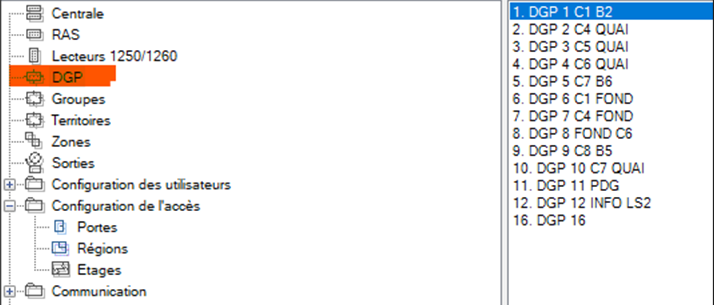 Centrale
RAS
Lecteurs 1250/1260
DGP
Groupes
Territoires
Zones
Sorties
Configuration des utilisateurs
Configuration de l'accès
Portes
Régions
Etages
Communication
1. DGP 1 C1 B2
2. DGP 2 C4 QUAI
3. DGP 3 C5 QUAI
4. DGP 4 C6 QUAI
5. DGP 5 C7 B6
6. DGP 6 C1 FOND
7. DGP 7 C4 FOND
8. DGP 8 FOND C6
9. DGP 9 C8 B5
10. DGP 10 C7 QUAI
11. DGP 11 PDG
12. DGP 12 INFO LS2
16. DGP 16